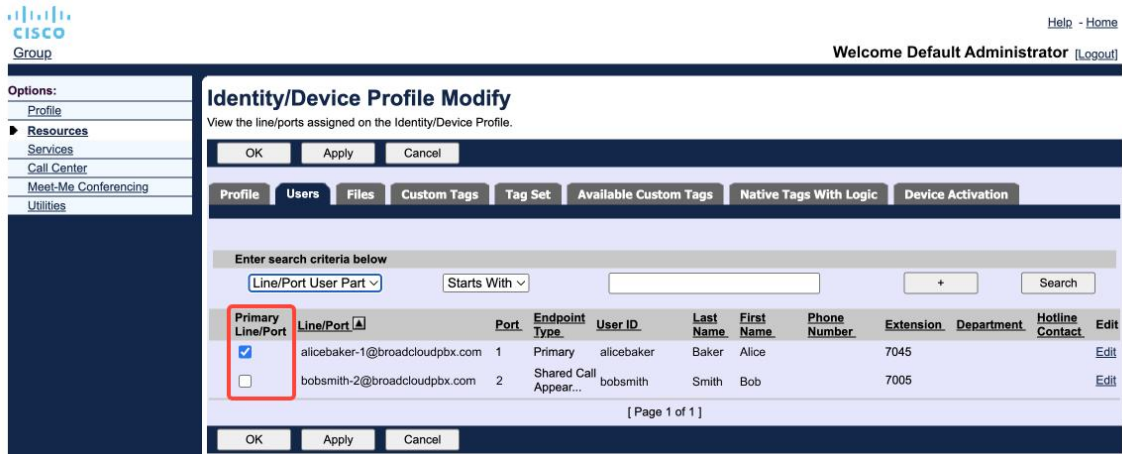 CISCO
Help - Home
Group
Welcome Default Administrator [Logout]
Options:
Profile
Resources
Services
Call Center
Meet-Me Conferencing
Utilities
Identity/Device Profile Modify
View the line/ports assigned on the Identity/Device Profile.
OK Apply Cancel
Profile Users Files Custom Tags Tag Set Available Custom Tags Native Tags With Logic Device Activation
Enter search criteria below
Line/Port User Part Starts With + Search
Primary Line/Port Line/Port Port Endpoint Type User ID Last Name First Name Phone Number Extension Department Hotline Contact Edit
alicebaker-1@broadcloudpbx.com 1 Primary alicebaker Baker Alice 7045 Edit
bobsmith-2@broadcloudpbx.com 2 Shared Call Appear... bobsmith Smith Bob 7005 Edit
[ Page 1 of 1 ]
OK Apply Cancel